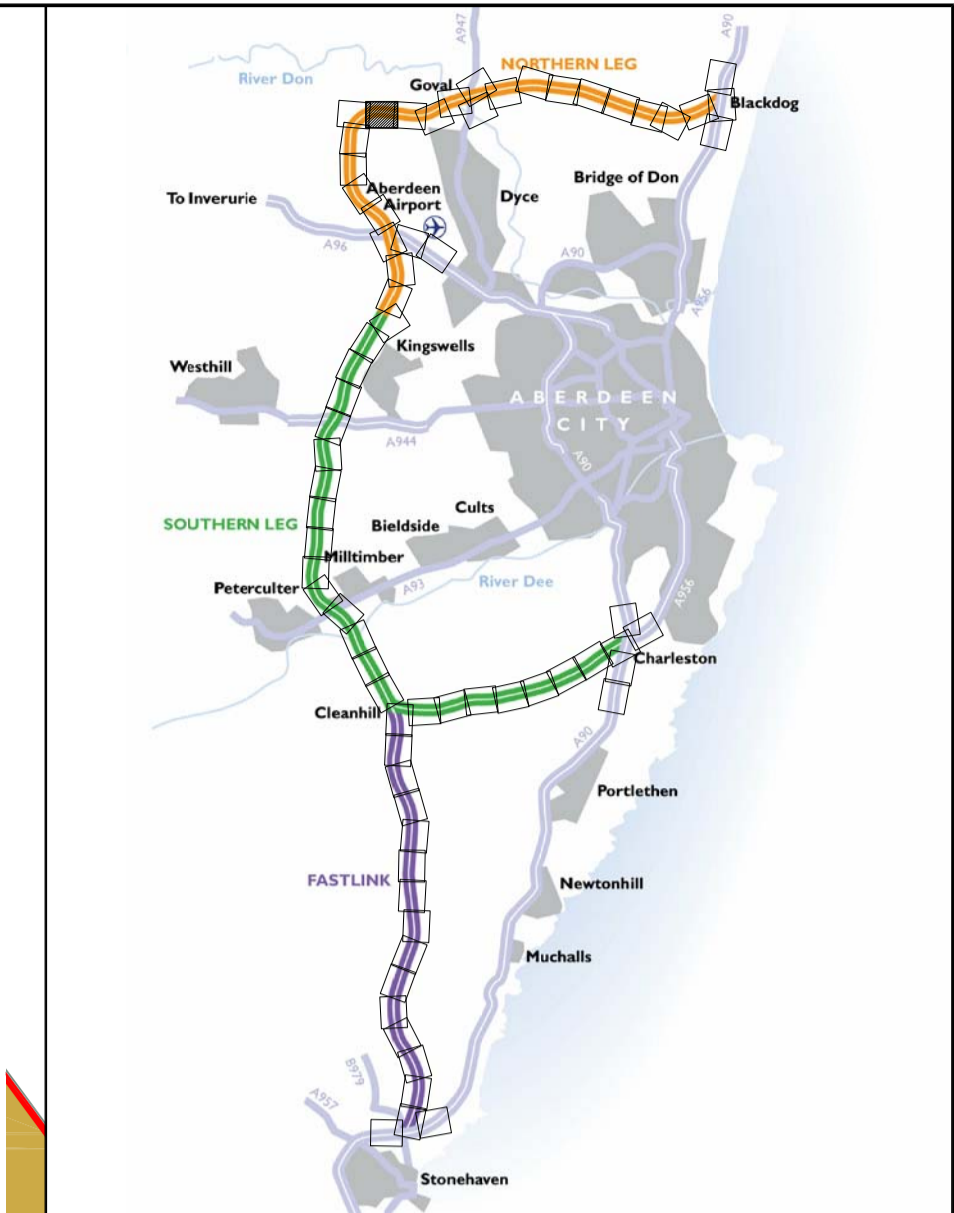 A947
A90
NORTHERN LEG
River Don
Goval
Blackdog
Bridge of Don
Aberdeen
Airport
To Inverurie
Dyce
A96
A90
A956
Kingswells
Westhill
ABERDEEN
CITY
A944
A90
Cults
SOUTHERN LEG
Bieldside
Milltimber
Peterculter
A93
River Dee
A956
Charleston
Cleanhill
A90
Portlethen
FASTLINK
Newtonhill
Muchalls
B979
A957
Stonehaven